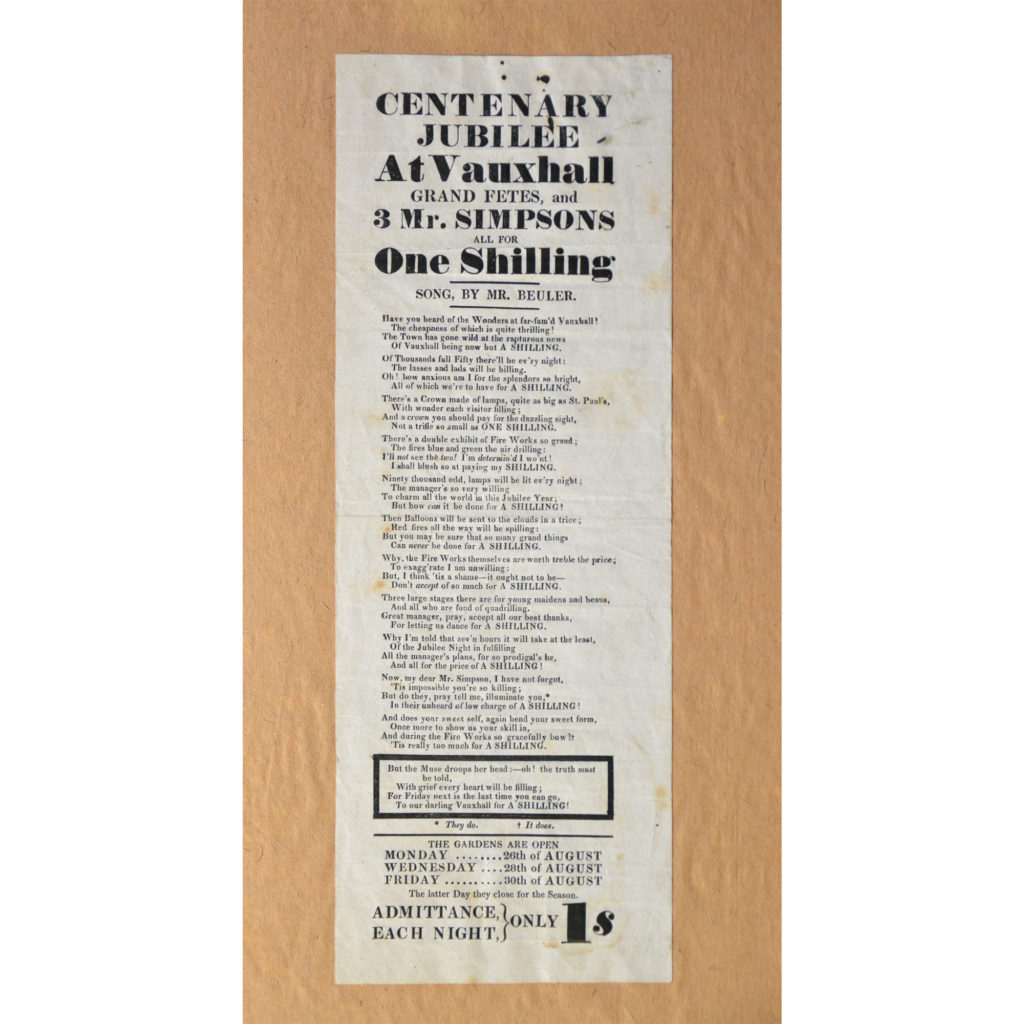 CENTENARY
JUBILEE
At Vauxhall
GRAND FETES, and
3 Mr. SIMPSONS
ALL FOR
One Shilling
SONG, BY MR. BEULER.
Have you heard of the Wonders at far-fam'd Vauxhall?
The cheapness of which is quite thrilling!
The Town has gone wild at the rapturous news
Of Vauxhall being now but A SHILLING.
Of Thousands full Fifty there'll be ev'ry night:
The lasses and lads will be billing.
Oh! how anxious am I for the splendors so bright,
All of which we're to have for A SHILLING.
There's a Crown made of lamps, quite as big as St. Paul's,
With wonder each visitor filling;
And a crown you should pay for the dazzling sight,
Not a trifle so small as ONE SHILLING.
There's a double exhibit of Fire Works so grand;
The fires blue and green the air drilling:
I'll not see the two! I'm determin'd I wo'nt!
I shall blush so at paying my SHILLING.
Ninety thousand odd, lamps will be lit ev'ry night;
The manager's so very willing
To charm all the world in this Jubilee Year;
But how can it be done for A SHILLING?
Then Balloons will be sent to the clouds in a trice;
Red fires all the way will be spilling:
But you may be sure that so many grand things
Can never be done for A SHILLING.
Why, the Fire Works themselves are worth treble the price;
To exagg'rate I am unwilling:
But, I think 'tis a shame—it ought not to be—
Don't accept of so much for A SHILLING.
Three large stages there are for young maidens and beaus,
And all who are fond of quadrilling.
Great manager, pray, accept all our best thanks,
For letting us dance for A SHILLING.
Why I'm told that sev'n hours it will take at the least,
Of the Jubilee Night in fulfilling
All the manager's plans, for so prodigal's he,
And all for the price of A SHILLING!
Now, my dear Mr. Simpson, I have not forgot,
'Tis impossible you're so killing;
But do they, pray tell me, illuminate you,*
In their unheard of low charge of A SHILLING!
And does your sweet self, again bend your sweet form,
Once more to show us your skill in,
And during the Fire Works so gracefully bow?†
'Tis really too much for A SHILLING.
But the Muse droops her head:—oh! the truth must
be told,
With grief every heart will be filling;
For Friday next is the last time you can go,
To our darling Vauxhall for A SHILLING!
* They do. † It does.
THE GARDENS ARE OPEN
MONDAY ........26th of AUGUST
WEDNESDAY ....28th of AUGUST
FRIDAY ..........30th of AUGUST
The latter Day they close for the Season.
ADMITTANCE,
EACH NIGHT,
} ONLY 1s